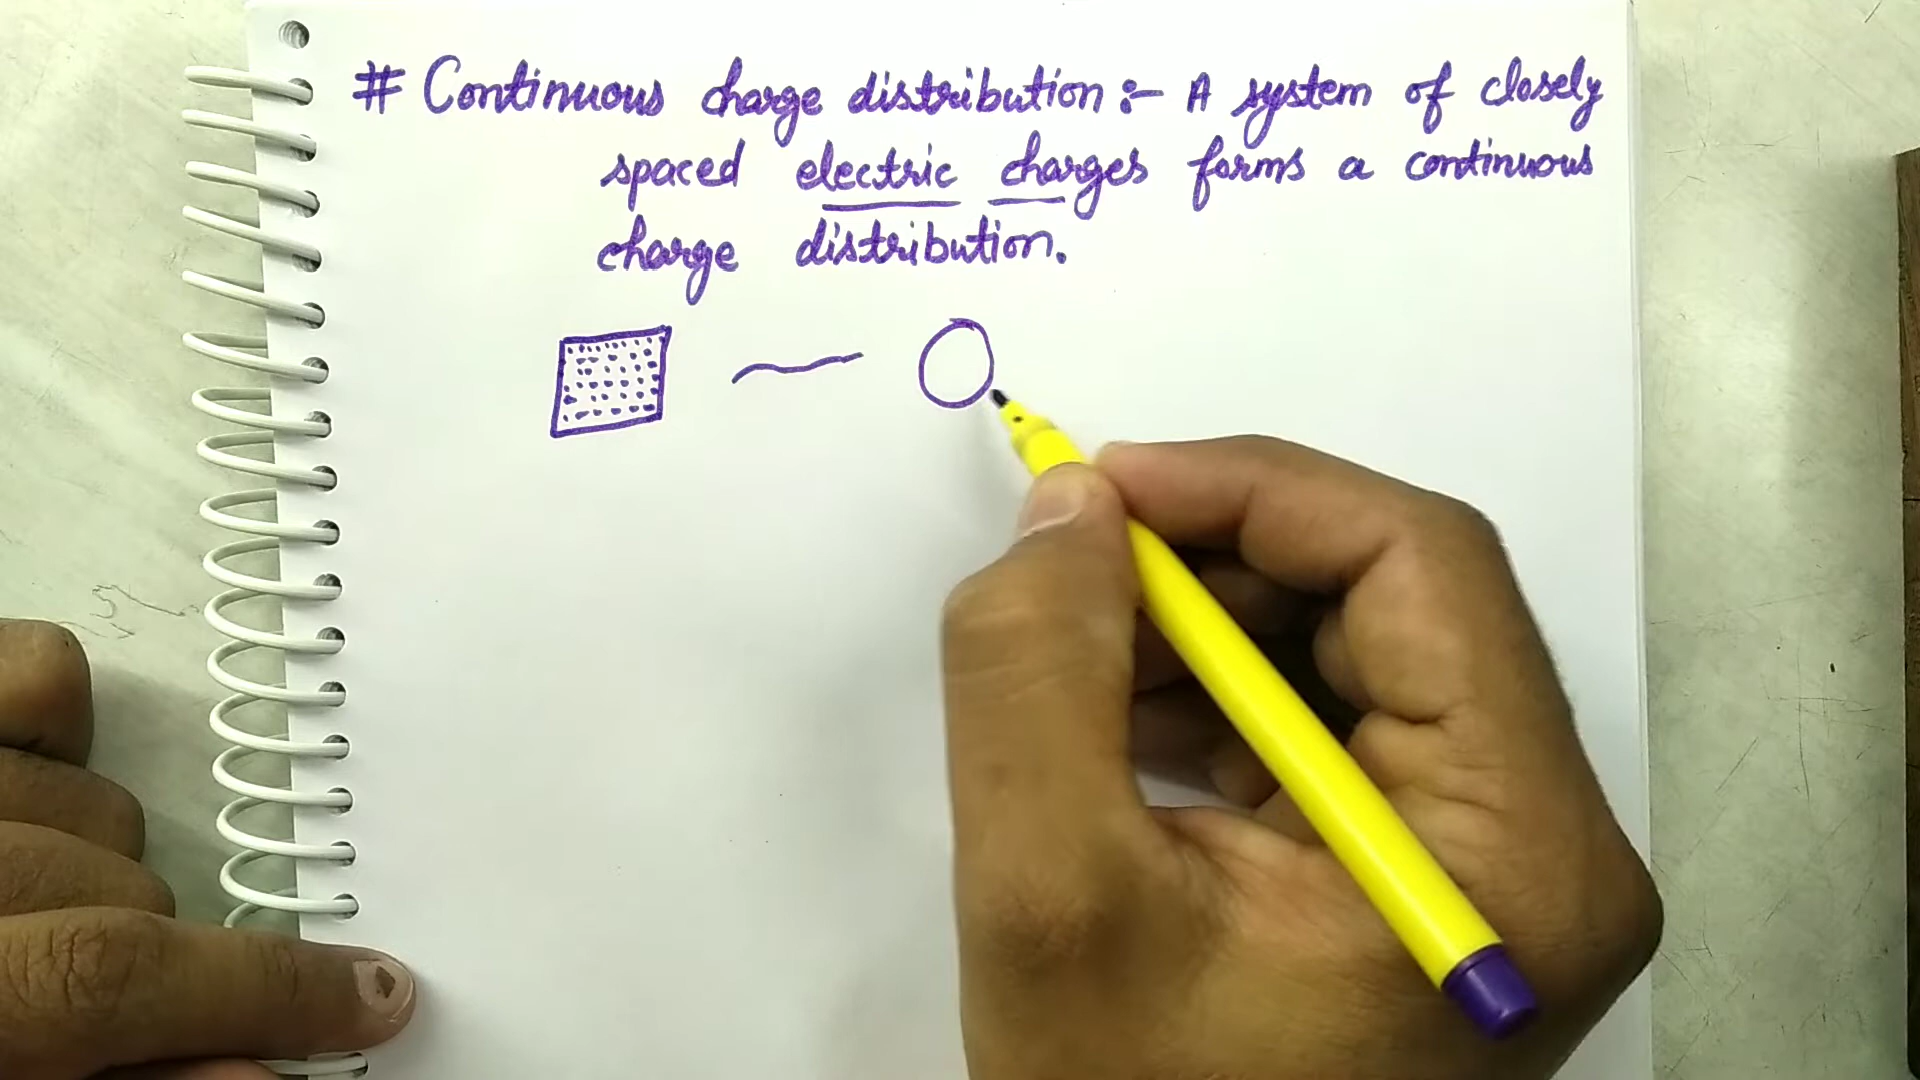 # Continuous charge distribution :- A system of closely
spaced electric charges forms a continuous
charge distribution.